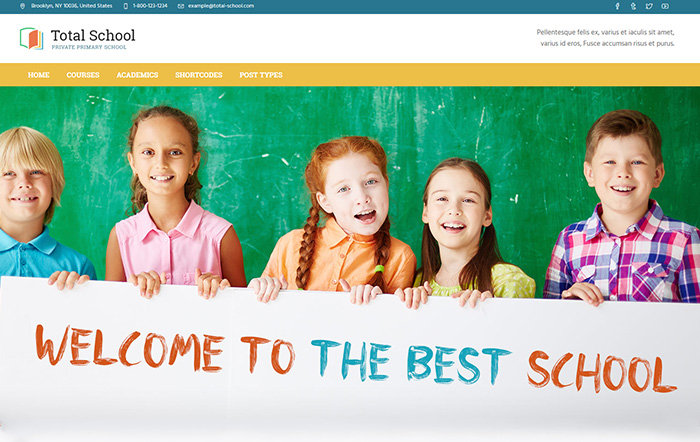 Brooklyn, NY 10036, United States 1-800-123-1234 example@total-school.com
Total School
PRIVATE PRIMARY SCHOOL
Pellentesque felis ex, varius et iaculis sit amet,
varius id eros, Fusce accumsan risus et purus.
HOME COURSES ACADEMICS SHORTCODES POST TYPES
WELCOME TO THE BEST SCHOOL